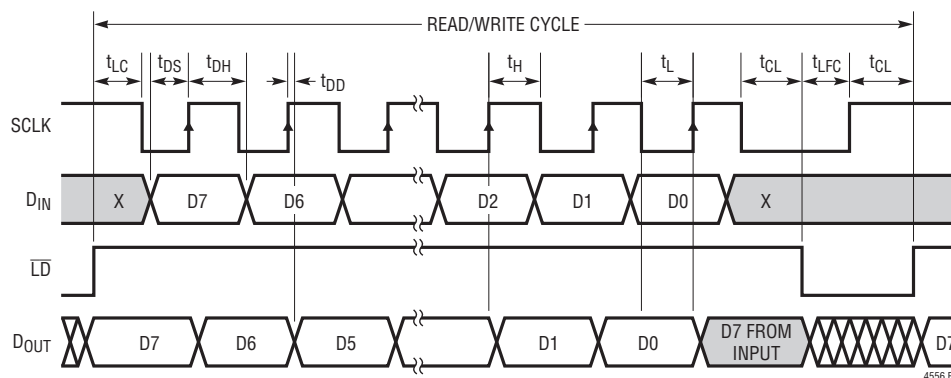 READ/WRITE CYCLE
tLC tDS tDH tDD tH tL tCL tLFC tCL
SCLK
DIN X D7 D6 D2 D1 D0 X
LD
DOUT D7 D6 D5 D1 D0 D7 FROM INPUT D7